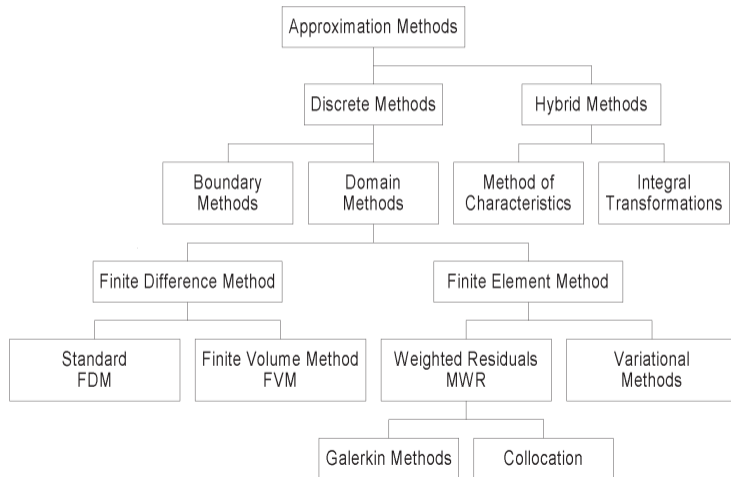 Approximation Methods
Discrete Methods
Hybrid Methods
Boundary
Methods
Domain
Methods
Method of
Characteristics
Integral
Transformations
Finite Difference Method
Finite Element Method
Standard
FDM
Finite Volume Method
FVM
Weighted Residuals
MWR
Variational
Methods
Galerkin Methods
Collocation